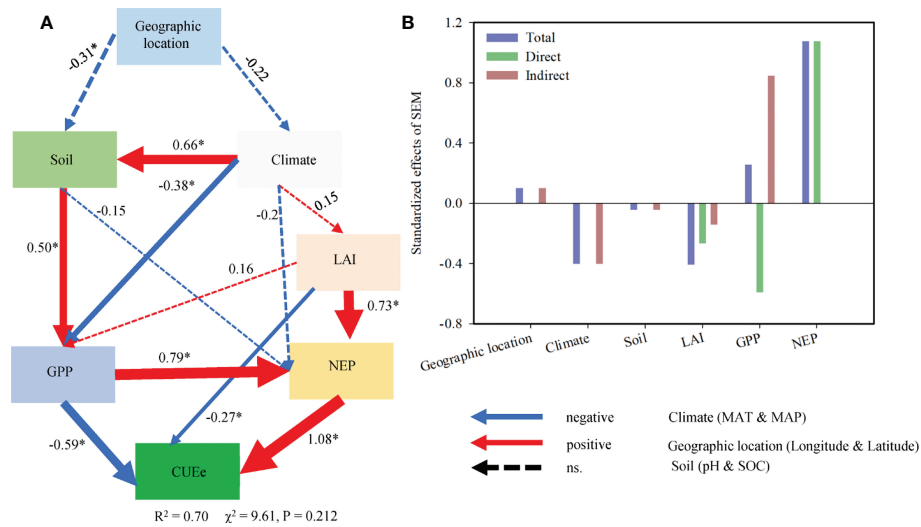 A
Geographic
location
-0.31*
-0.22
Soil
0.66*
Climate
-0.38*
-0.15
-0.2
0.15
0.50*
LAI
0.16
0.73*
GPP
0.79*
NEP
-0.59*
-0.27*
1.08*
CUEe
R² = 0.70 χ² = 9.61, P = 0.212
B
Standardized effects of SEM
1.2
0.8
0.4
0.0
-0.4
-0.8
Total
Direct
Indirect
Geographic location Climate Soil LAI GPP NEP
negative Climate (MAT & MAP)
positive Geographic location (Longitude & Latitude)
ns. Soil (pH & SOC)